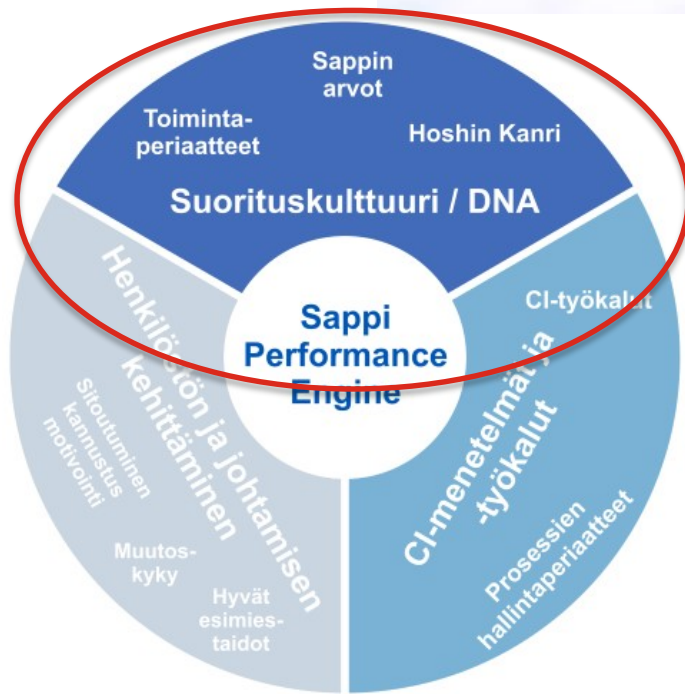 Sappin
arvot
Toiminta-
periaatteet
Hoshin Kanri
Suorituskulttuuri / DNA
Sappi
Performance
Engine
CI-työkalut
CI-menetelmät ja
-työkalut
Prosessien
hallintaperiaatteet
Henkilöstön ja johtamisen
kehittäminen
Sitoutuminen
kannustus
motivointi
Muutos-
kyky
Hyvät
esimies-
taidot